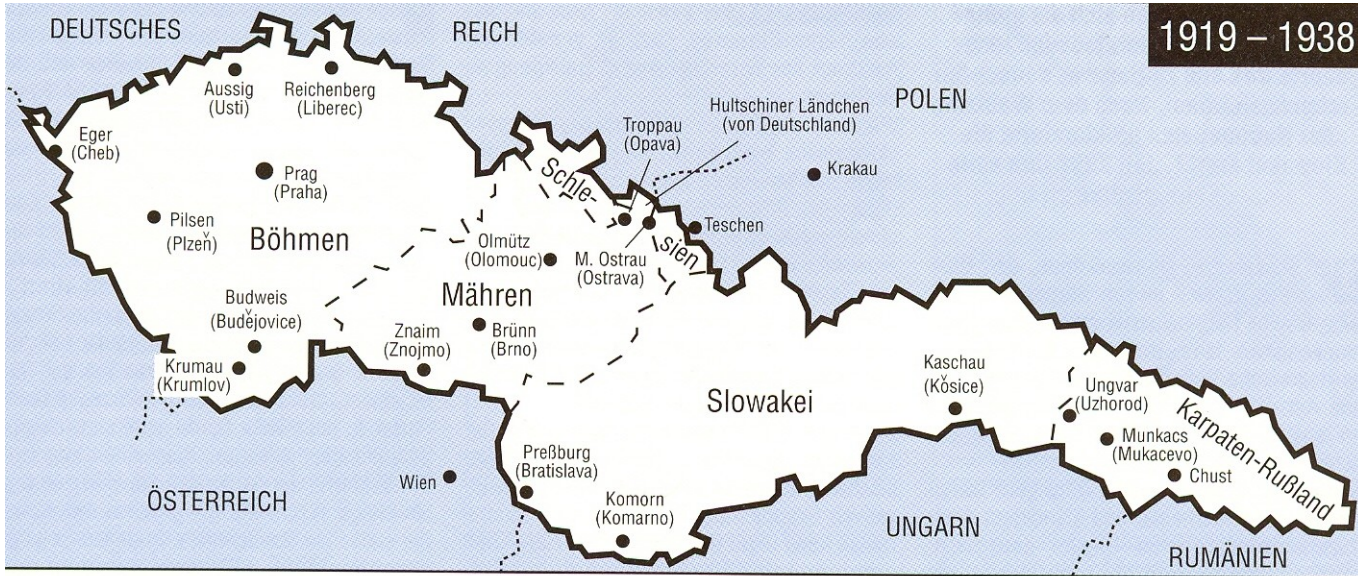 DEUTSCHES
REICH
1919 – 1938
Aussig
(Usti)
Reichenberg
(Liberec)
Hultschiner Ländchen
(von Deutschland)
POLEN
Troppau
(Opava)
Eger
(Cheb)
Krakau
Prag
(Praha)
Schle-
sien
Pilsen
(Plzeň)
Böhmen
Teschen
Olmütz
(Olomouc)
M. Ostrau
(Ostrava)
Mähren
Budweis
(Budějovice)
Znaim
(Znojmo)
Brünn
(Brno)
Krumau
(Krumlov)
Kaschau
(Košice)
Ungvar
(Uzhorod)
Slowakei
Karpaten-Rußland
Munkacs
(Mukacevo)
Chust
Preßburg
(Bratislava)
Wien
ÖSTERREICH
Komorn
(Komarno)
UNGARN
RUMÄNIEN